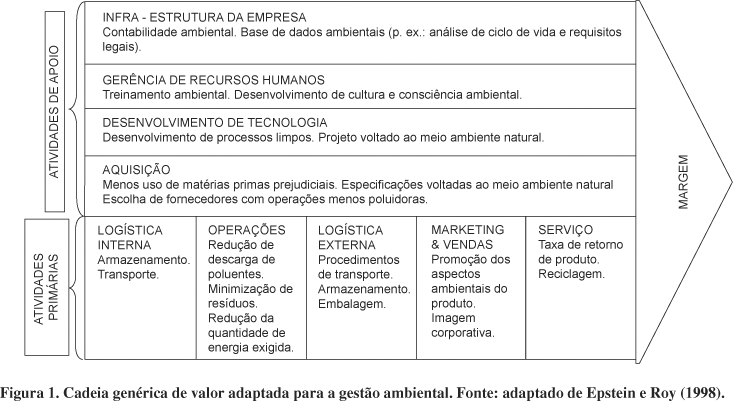 ATIVIDADES DE APOIO
INFRA - ESTRUTURA DA EMPRESA
Contabilidade ambiental. Base de dados ambientais (p. ex.: análise de ciclo de vida e requisitos
legais).
GERÊNCIA DE RECURSOS HUMANOS
Treinamento ambiental. Desenvolvimento de cultura e consciência ambiental.
DESENVOLVIMENTO DE TECNOLOGIA
Desenvolvimento de processos limpos. Projeto voltado ao meio ambiente natural.
AQUISIÇÃO
Menos uso de matérias primas prejudiciais. Especificações voltadas ao meio ambiente natural
Escolha de fornecedores com operações menos poluidoras.
ATIVIDADES
PRIMÁRIAS
LOGÍSTICA
INTERNA
Armazenamento.
Transporte.
OPERAÇÕES
Redução de
descarga de
poluentes.
Minimização de
resíduos.
Redução da
quantidade de
energia exigida.
LOGÍSTICA
EXTERNA
Procedimentos
de transporte.
Armazenamento.
Embalagem.
MARKETING
& VENDAS
Promoção dos
aspectos
ambientais do
produto.
Imagem
corporativa.
SERVIÇO
Taxa de retorno
de produto.
Reciclagem.
MARGEM
Figura 1. Cadeia genérica de valor adaptada para a gestão ambiental. Fonte: adaptado de Epstein e Roy (1998).